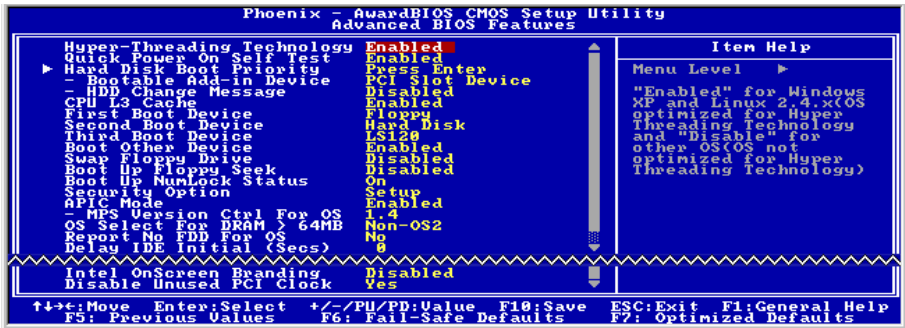 Phoenix - AwardBIOS CMOS Setup Utility
Advanced BIOS Features
Hyper-Threading Technology Enabled
Quick Power On Self Test Enabled
Hard Disk Boot Priority Press Enter
- Bootable Add-in Device PCI Slot Device
- HDD Change Message Disabled
CPU L3 Cache Enabled
First Boot Device Floppy
Second Boot Device Hard Disk
Third Boot Device LS120
Boot Other Device Enabled
Swap Floppy Drive Disabled
Boot Up Floppy Seek Disabled
Boot Up NumLock Status On
Security Option Setup
APIC Mode Enabled
- MPS Version Ctrl For OS 1.4
OS Select For DRAM > 64MB Non-OS2
Report No FDD For OS No
Delay IDE Initial (Secs) 0
Intel OnScreen Branding Disabled
Disable Unused PCI Clock Yes
Item Help
Menu Level
"Enabled" for Windows
XP and Linux 2.4.x(OS
optimized for Hyper
Threading Technology
and "Disable" for
other OS(OS not
optimized for Hyper
Threading Technology)
↑↓→←:Move Enter:Select +/-/PU/PD:Value F10:Save ESC:Exit F1:General Help
F5: Previous Values F6: Fail-Safe Defaults F7: Optimized Defaults